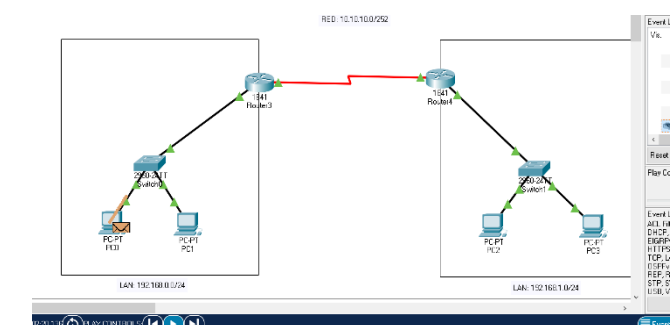 RED: 10.10.10.0/252
1841
Router3
1841
Router4
2950-24TT
Switch0
2950-24TT
Switch1
PC-PT
PC0
PC-PT
PC1
PC-PT
PC2
PC-PT
PC3
LAN: 192.168.0.0/24
LAN: 192.168.1.0/24
Event L
Vis.
Reset
Play Co
Event L
ACL Fil
DHCP,
EIGRPv
HTTPS
TCP, LA
OSPFv
REP, R
STP, S
USB, V
PLAY CONTROLS